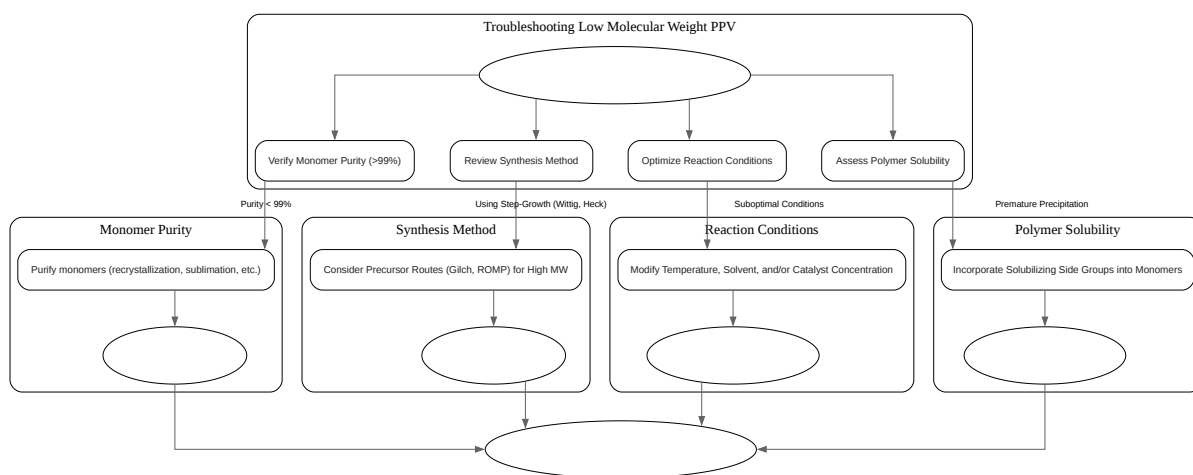 Troubleshooting Low Molecular Weight PPV
Verify Monomer Purity (>99%)
Review Synthesis Method
Optimize Reaction Conditions
Assess Polymer Solubility
Purity < 99%
Using Step-Growth (Wittig, Heck)
Suboptimal Conditions
Premature Precipitation
Monomer Purity
Synthesis Method
Reaction Conditions
Polymer Solubility
Purify monomers (recrystallization, sublimation, etc.)
Consider Precursor Routes (Gilch, ROMP) for High MW
Modify Temperature, Solvent, and/or Catalyst Concentration
Incorporate Solubilizing Side Groups into Monomers